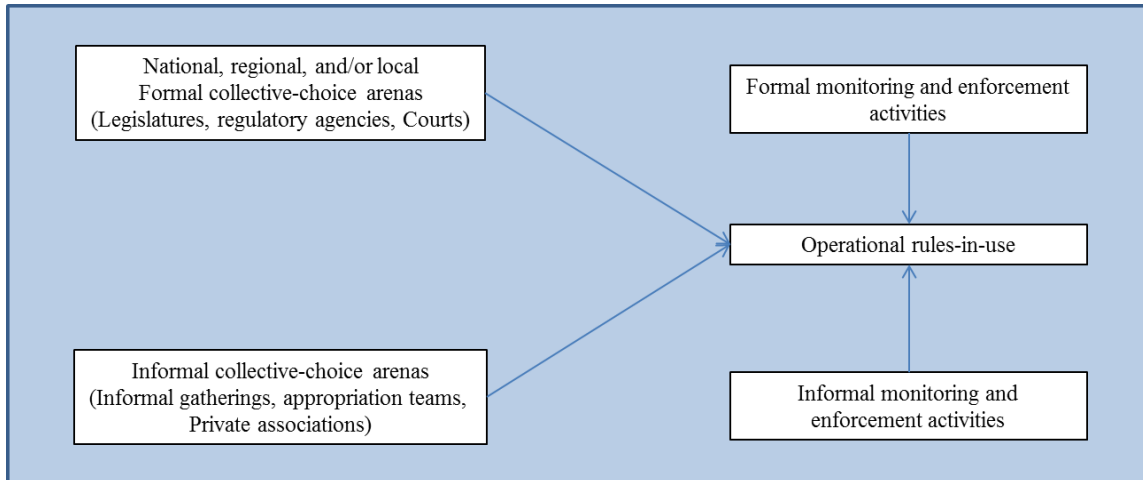 National, regional, and/or local
Formal collective-choice arenas
(Legislatures, regulatory agencies, Courts)
Formal monitoring and enforcement
activities
Operational rules-in-use
Informal collective-choice arenas
(Informal gatherings, appropriation teams,
Private associations)
Informal monitoring and
enforcement activities